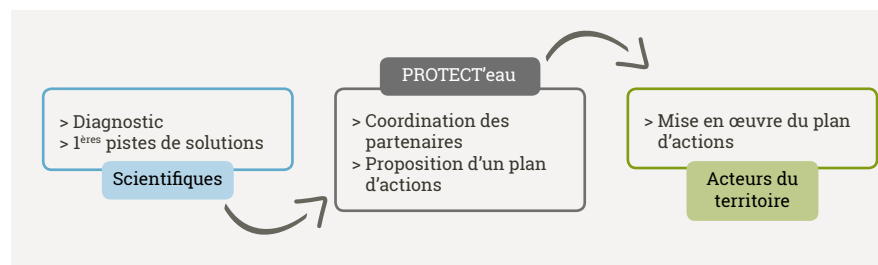 > Diagnostic
> 1ères pistes de solutions
Scientifiques
PROTECT'eau
> Coordination des
partenaires
> Proposition d'un plan
d'actions
> Mise en œuvre du plan
d'actions
Acteurs du
territoire